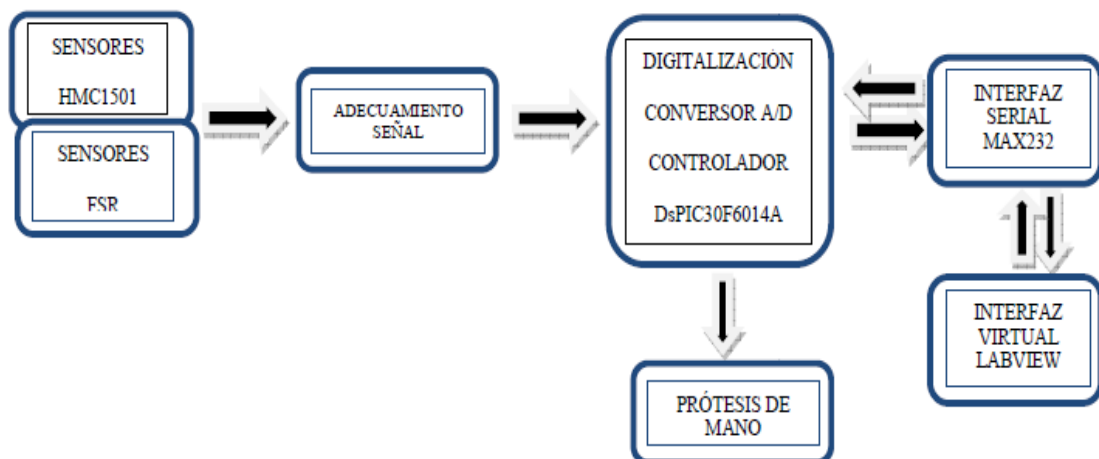 SENSORES
HMC1501
SENSORES
FSR
ADECUAMIENTO
SEÑAL
DIGITALIZACIÓN
CONVERSOR A/D
CONTROLADOR
DsPIC30F6014A
INTERFAZ
SERIAL
MAX232
INTERFAZ
VIRTUAL
LABVIEW
PRÓTESIS DE
MANO